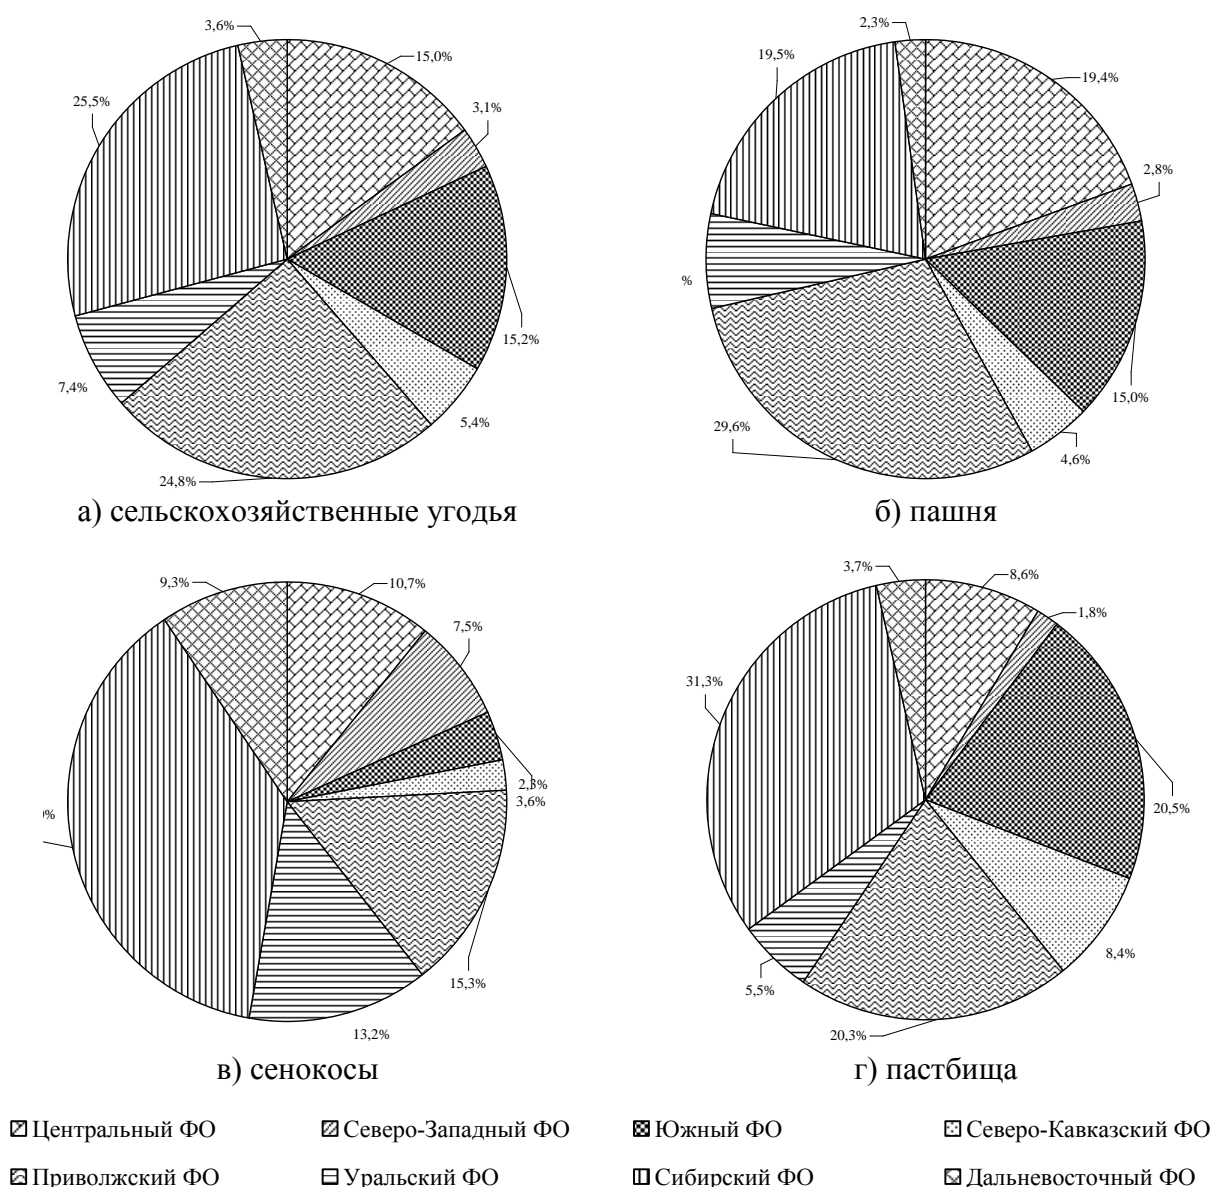 3,6%
15,0%
25,5%
3,1%
15,2%
7,4%
5,4%
24,8%
а) сельскохозяйственные угодья
2,3%
19,5%
19,4%
2,8%
%
15,0%
29,6%
4,6%
б) пашня
9,3%
10,7%
7,5%
2,3%
3,6%
%
15,3%
13,2%
в) сенокосы
3,7%
8,6%
1,8%
31,3%
20,5%
8,4%
5,5%
20,3%
г) пастбища
Центральный ФО
Северо-Западный ФО
Южный ФО
Северо-Кавказский ФО
Приволжский ФО
Уральский ФО
Сибирский ФО
Дальневосточный ФО